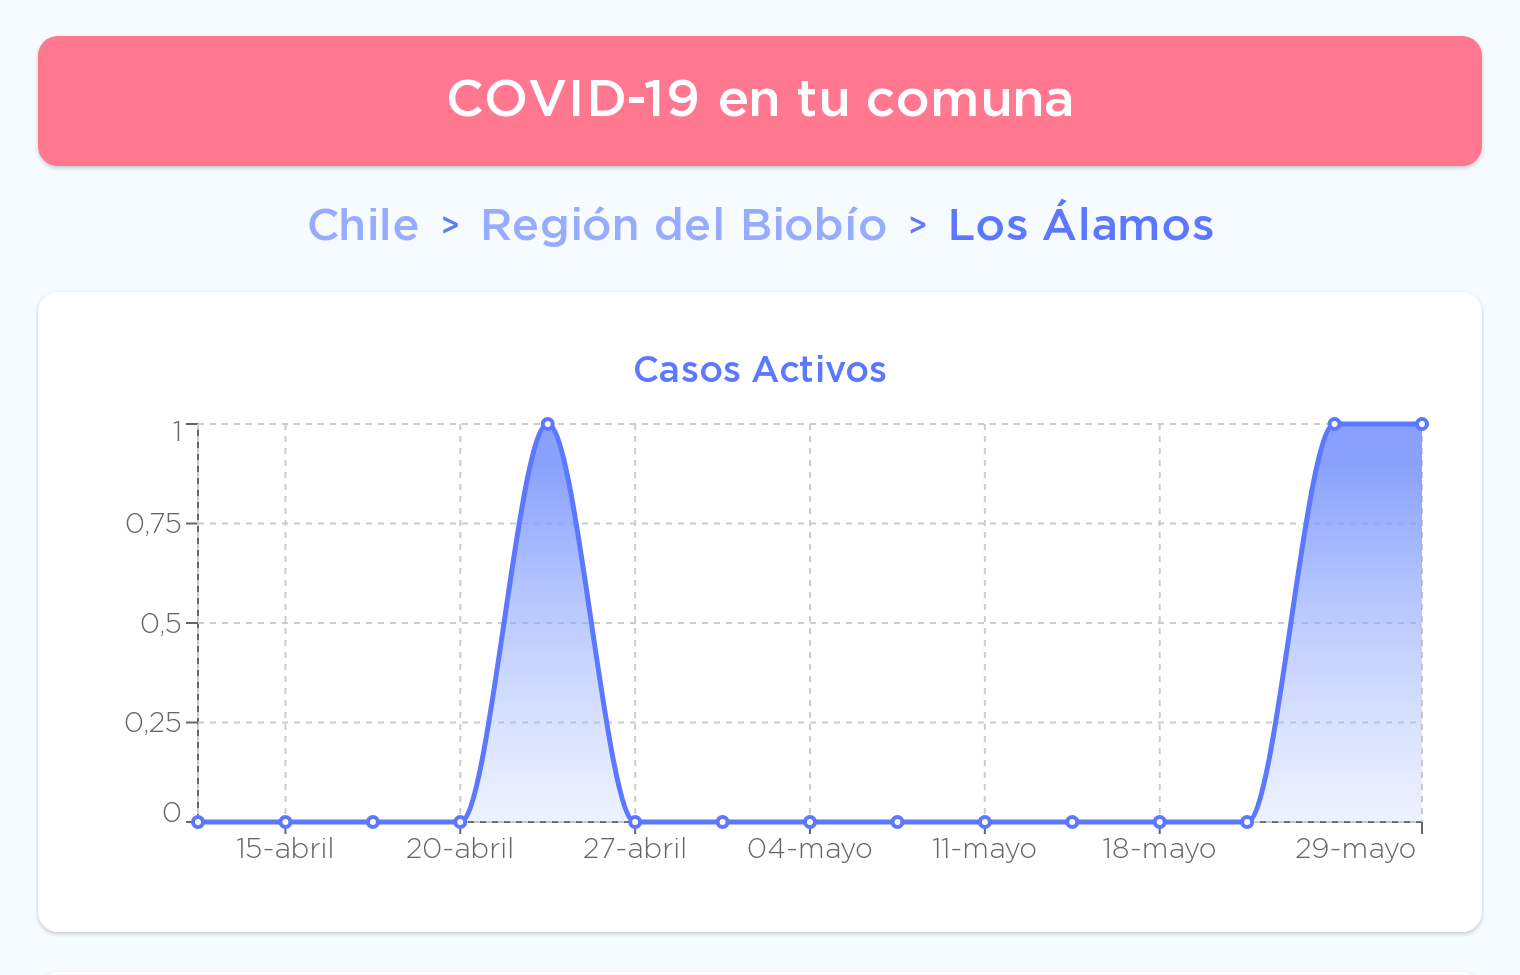 COVID-19 en tu comuna
Chile > Región del Biobío > Los Álamos
Casos Activos
1
0,75
0,5
0,25
0
15-abril 20-abril 27-abril 04-mayo 11-mayo 18-mayo 29-mayo